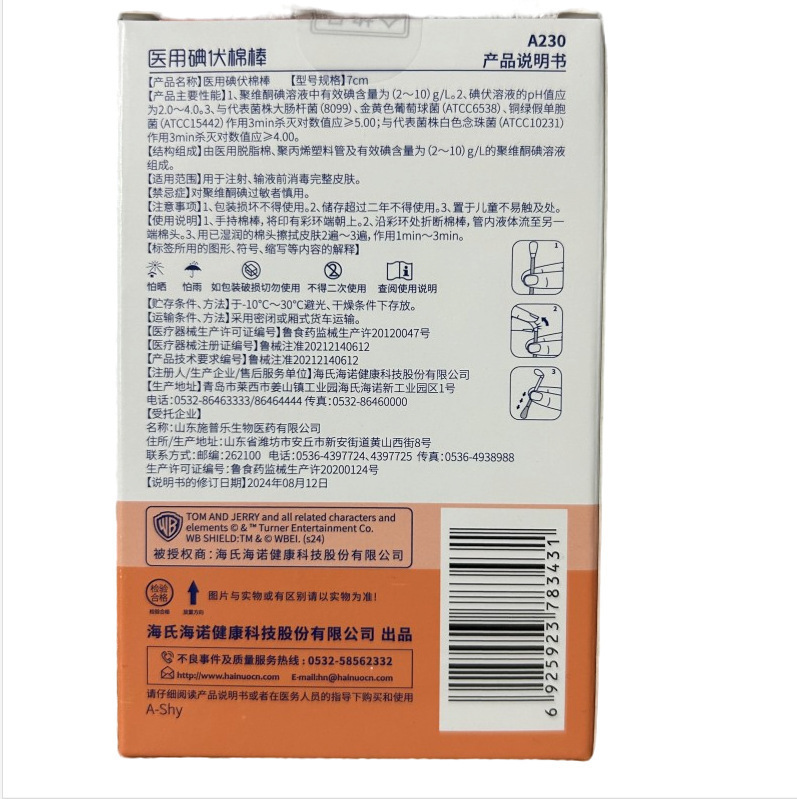 A230
医用碘伏棉棒
产品说明书
【产品名称】医用碘伏棉棒 【型号规格】7cm
【产品主要性能】1、聚维酮碘溶液中有效碘含量为(2～10)g/L。2、碘伏溶液的pH值应
为2.0～4.0。3、与代表菌株大肠杆菌(8099)、金黄色葡萄球菌(ATCC6538)、铜绿假单胞
菌(ATCC15442)作用3min杀灭对数值应≥5.00;与代表菌株白色念珠菌(ATCC10231)
作用3min杀灭对数值应≥4.00。
【结构组成】由医用脱脂棉、聚丙烯塑料管及有效碘含量为(2～10)g/L的聚维酮碘溶液
组成。
【适用范围】用于注射、输液前消毒完整皮肤。
【禁忌症】对聚维酮碘过敏者慎用。
【注意事项】1、包装损坏不得使用。2、储存超过二年不得使用。3、置于儿童不易触及处。
【使用说明】1、手持棉棒,将印有彩环端朝上。2、沿彩环处折断棉棒,管内液体流至另一
端棉头。3、用已湿润的棉头擦拭皮肤2遍～3遍,作用1min～3min。
【标签所用的图形、符号、缩写等内容的解释】
怕晒 怕雨 如包装破损切勿使用 不得二次使用 查阅使用说明
1
2
3
【贮存条件、方法】于-10℃～30℃避光、干燥条件下存放。
【运输条件、方法】采用密闭或厢式货车运输。
【医疗器械生产许可证编号】鲁食药监械生产许20120047号
【医疗器械注册证编号】鲁械注准20212140612
【产品技术要求编号】鲁械注准20212140612
【注册人/生产企业/售后服务单位】海氏海诺健康科技股份有限公司
【生产地址】青岛市莱西市姜山镇工业园海氏海诺新工业园区1号
电话:0532-86463333/86464444 传真:0532-86460000
【受托企业】
名称:山东施普乐生物医药有限公司
住所/生产地址:山东省潍坊市安丘市新安街道黄山西街8号
联系方式:邮编:262100 电话:0536-4397724、4397725 传真:0536-4938988
生产许可证编号:鲁食药监械生产许20200124号
【说明书的修订日期】2024年08月12日
WB
TOM AND JERRY and all related characters and
elements © & ™ Turner Entertainment Co.
WB SHIELD:TM & © WBEI. (s24)
被授权商:海氏海诺健康科技股份有限公司
检验
合格
检验合格 放置方向
图片与实物或有区别请以实物为准!
海氏海诺健康科技股份有限公司 出品
不良事件及质量服务热线:0532-58562332
http://www.hainuocn.com E-mail:hn@hainuocn.com
请仔细阅读产品说明书或者在医务人员的指导下购买和使用
A-Shy
6 925923 783431